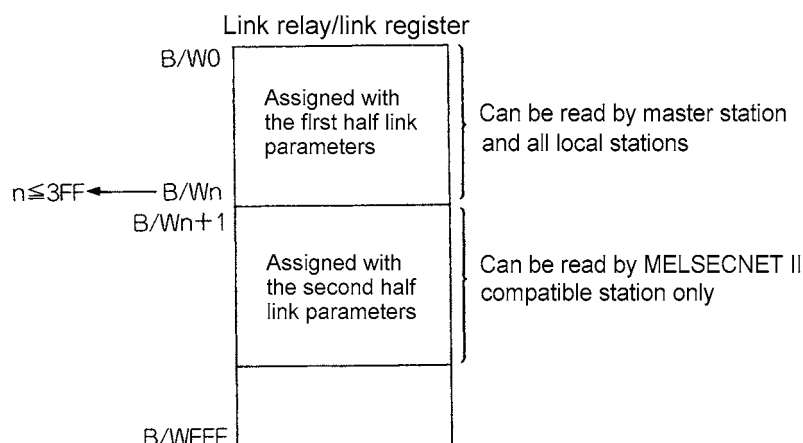 Link relay/link register
B/W0
Assigned with
the first half link
parameters
Can be read by master station
and all local stations
n≦3FF
B/Wn
B/Wn+1
Assigned with
the second half
link parameters
Can be read by MELSECNET II
compatible station only
B/WFFF